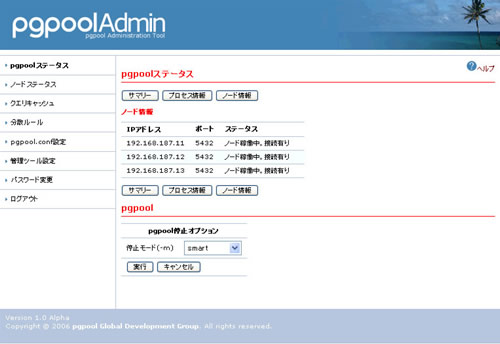 pgpoolAdmin
pgpool Administration Tool
pgpoolステータス
ノードステータス
クエリキャッシュ
分散ルール
pgpool.conf設定
管理ツール設定
パスワード変更
ログアウト
? ヘルプ
pgpoolステータス
サマリー プロセス情報 ノード情報
ノード情報
IPアドレス ポート ステータス
192.168.187.11 5432 ノード稼働中。接続有り
192.168.187.12 5432 ノード稼働中。接続有り
192.168.187.13 5432 ノード稼働中。接続有り
サマリー プロセス情報 ノード情報
pgpool
pgpool停止オプション
停止モード(-m) smart
実行 キャンセル
Version 1.0 Alpha
Copyright © 2006 pgpool Global Development Group. All rights reserved.